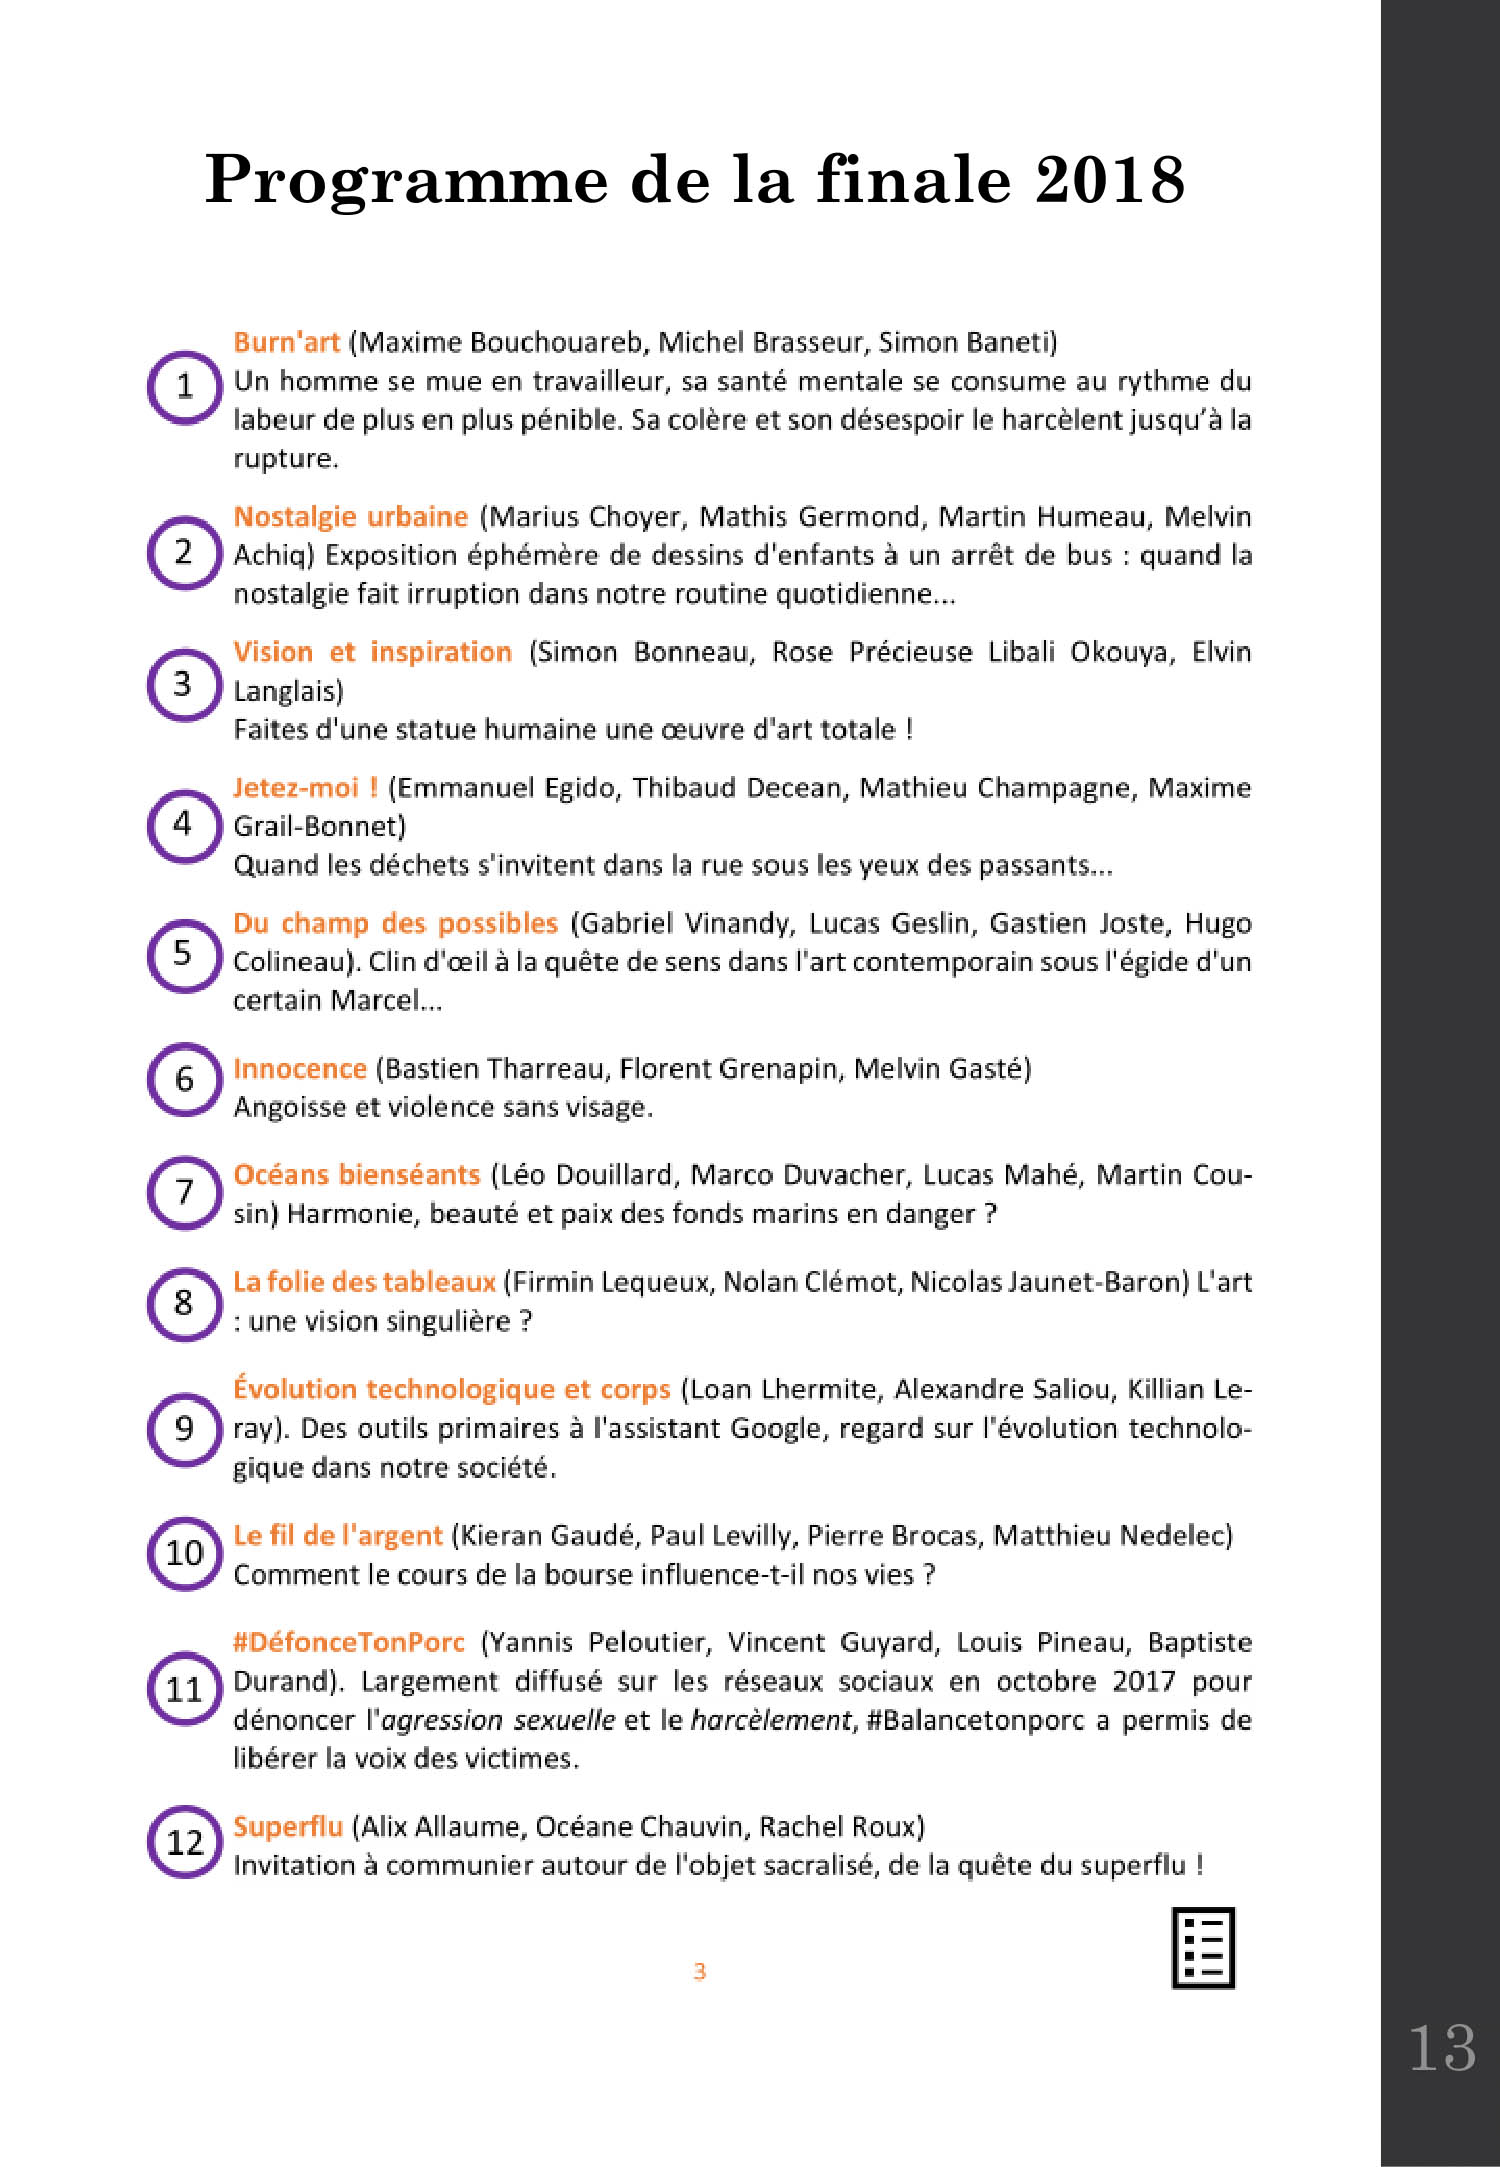 Programme de la finale 2018
Burn'art (Maxime Bouchouareb, Michel Brasseur, Simon Baneti)
1
Un homme se mue en travailleur, sa santé mentale se consume au rythme du
labeur de plus en plus pénible. Sa colère et son désespoir le harcèlent jusqu’à la
rupture.
Nostalgie urbaine (Marius Choyer, Mathis Germond, Martin Humeau, Melvin
2
Achiq) Exposition éphémère de dessins d'enfants à un arrêt de bus : quand la
nostalgie fait irruption dans notre routine quotidienne...
Vision et inspiration (Simon Bonneau, Rose Précieuse Libali Okouya, Elvin
3
Langlais)
Faites d'une statue humaine une œuvre d'art totale !
Jetez-moi ! (Emmanuel Egido, Thibaud Decean, Mathieu Champagne, Maxime
4
Grail-Bonnet)
Quand les déchets s'invitent dans la rue sous les yeux des passants...
Du champ des possibles (Gabriel Vinandy, Lucas Geslin, Gastien Joste, Hugo
5
Colineau). Clin d'œil à la quête de sens dans l'art contemporain sous l'égide d'un
certain Marcel...
6
Innocence (Bastien Tharreau, Florent Grenapin, Melvin Gasté)
Angoisse et violence sans visage.
7
Océans bienséants (Léo Douillard, Marco Duvacher, Lucas Mahé, Martin Cou-
sin) Harmonie, beauté et paix des fonds marins en danger ?
8
La folie des tableaux (Firmin Lequeux, Nolan Clémot, Nicolas Jaunet-Baron) L'art
: une vision singulière ?
Évolution technologique et corps (Loan Lhermite, Alexandre Saliou, Killian Le-
9
ray). Des outils primaires à l'assistant Google, regard sur l'évolution technolo-
gique dans notre société.
10
Le fil de l'argent (Kieran Gaudé, Paul Levilly, Pierre Brocas, Matthieu Nedelec)
Comment le cours de la bourse influence-t-il nos vies ?
#DéfonceTonPorc (Yannis Peloutier, Vincent Guyard, Louis Pineau, Baptiste
11
Durand). Largement diffusé sur les réseaux sociaux en octobre 2017 pour
dénoncer l'agression sexuelle et le harcèlement, #Balancetonporc a permis de
libérer la voix des victimes.
12
Superflu (Alix Allaume, Océane Chauvin, Rachel Roux)
Invitation à communier autour de l'objet sacralisé, de la quête du superflu !
3
13